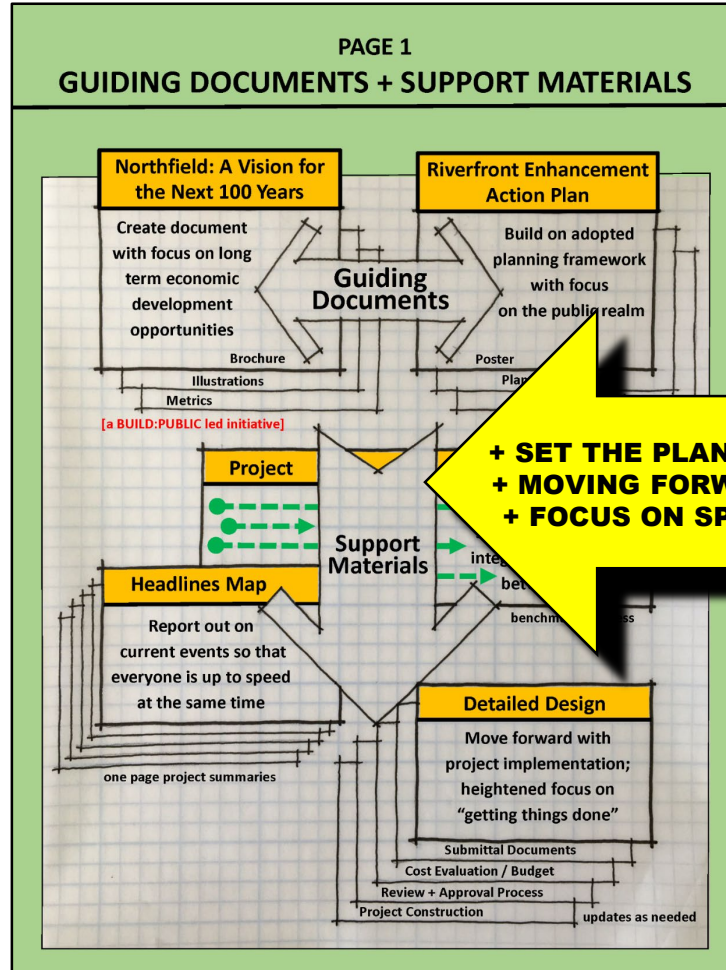 PAGE 1
GUIDING DOCUMENTS + SUPPORT MATERIALS
Northfield: A Vision for
the Next 100 Years
Create document
with focus on long
term economic
development
opportunities
Brochure
Illustrations
Metrics
[a BUILD:PUBLIC led initiative]
Guiding
Documents
Riverfront Enhancement
Action Plan
Build on adopted
planning framework
with focus
on the public realm
Poster
+ SET THE PLAN
+ MOVING
+ FOCUS ON
Project
Support
Materials
Headlines Map
Report out on
current events so that
everyone is up to speed
at the same time
one page project summaries
Detailed Design
Move forward with
project implementation;
heightened focus on
“getting things done”
Submittal Documents
Cost Evaluation / Budget
Review + Approval Process
Project Construction
updates as needed